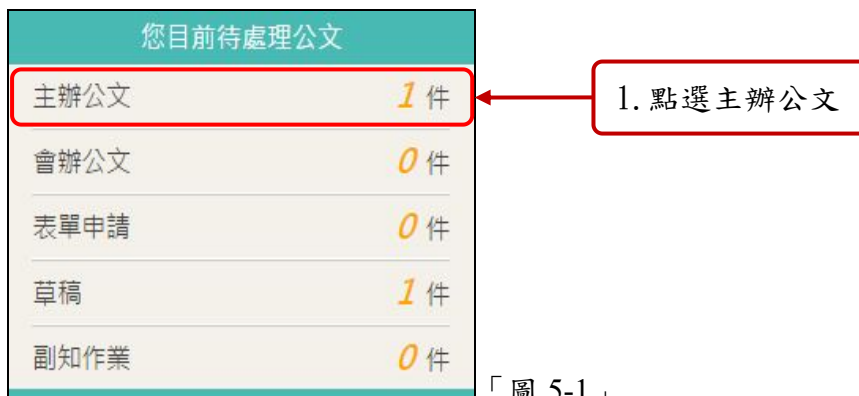 您目前待處理公文
主辦公文 1 件
1. 點選主辦公文
會辦公文 0 件
表單申請 0 件
草稿 1 件
副知作業 0 件
「圖 5-1」